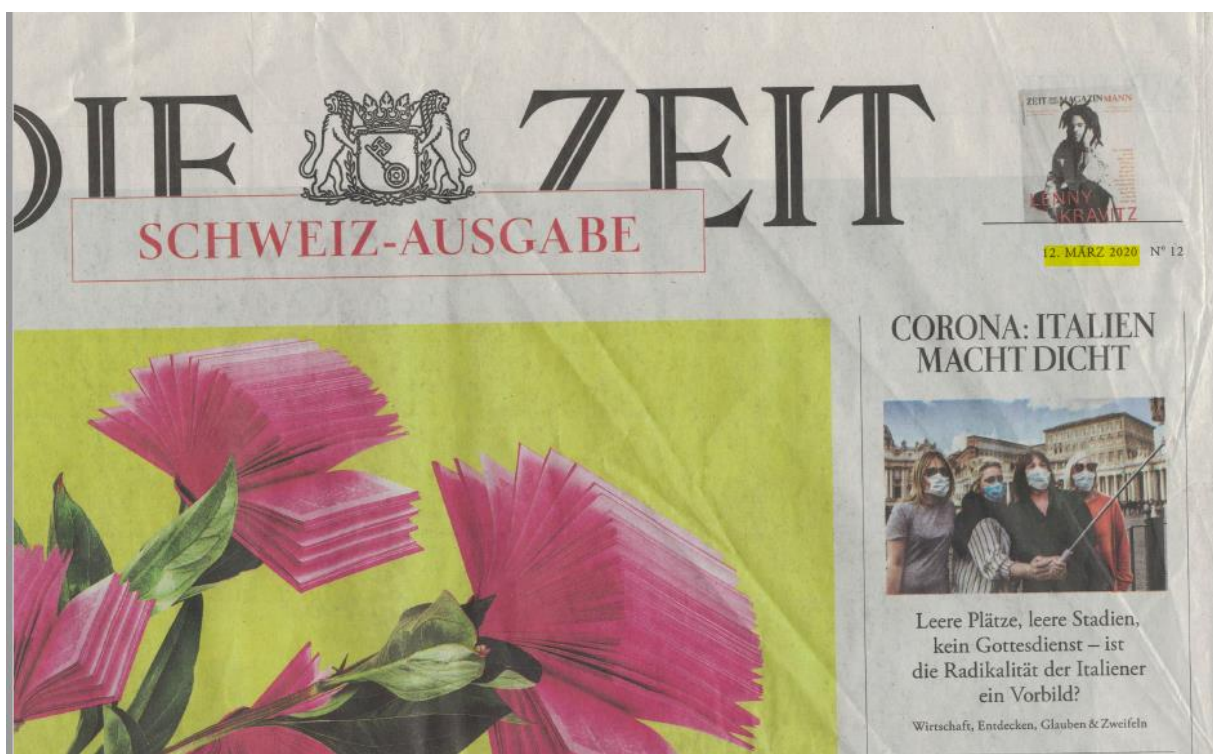 DIE ZEIT
SCHWEIZ-AUSGABE
ZEIT MAGAZIN MANN
LENNY
KRAVITZ
12. MÄRZ 2020 N° 12
CORONA: ITALIEN
MACHT DICHT
Leere Plätze, leere Stadien,
kein Gottesdienst – ist
die Radikalität der Italiener
ein Vorbild?
Wirtschaft, Entdecken, Glauben & Zweifeln